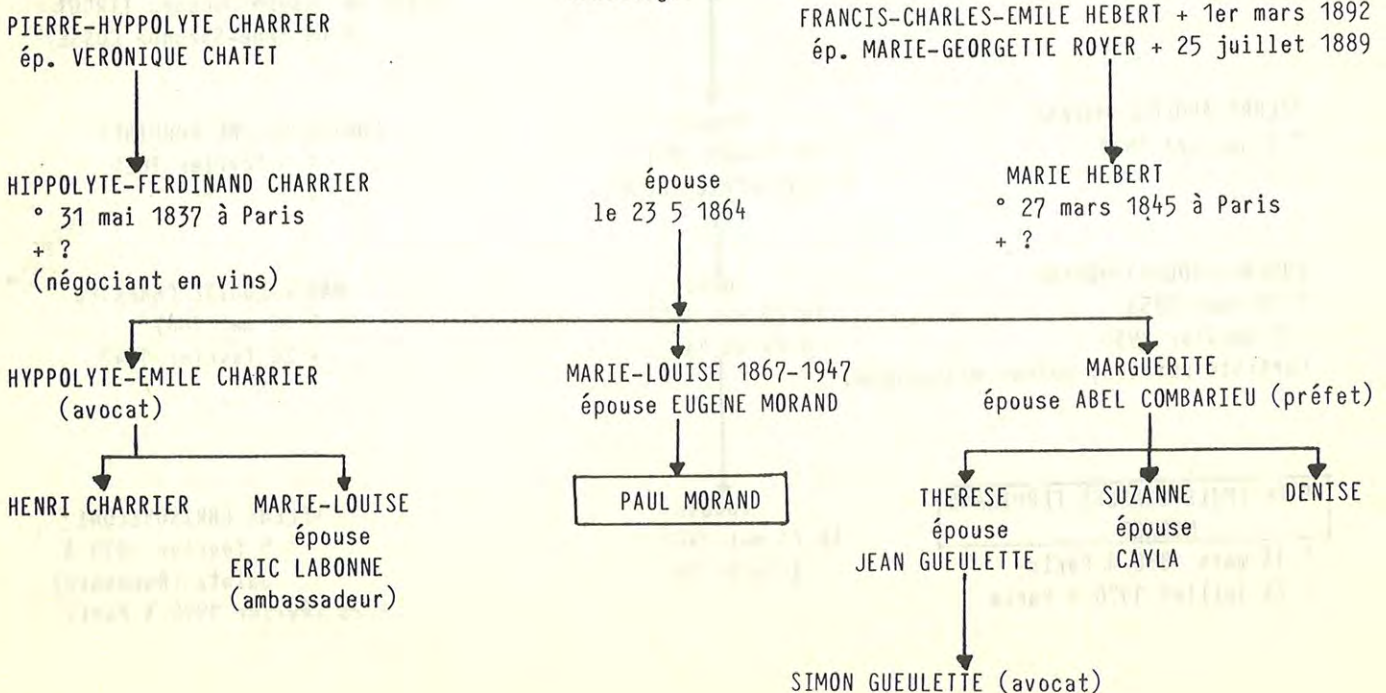 PIERRE-HYPPOLYTE CHARRIER
ép. VERONIQUE CHATET
FRANCIS-CHARLES-EMILE HEBERT + 1er mars 1892
ép. MARIE-GEORGETTE ROYER + 25 juillet 1889
HIPPOLYTE-FERDINAND CHARRIER
° 31 mai 1837 à Paris
+ ?
(négociant en vins)
épouse
le 23 5 1864
MARIE HEBERT
° 27 mars 1845 à Paris
+ ?
HYPPOLYTE-EMILE CHARRIER
(avocat)
MARIE-LOUISE 1867-1947
épouse EUGENE MORAND
MARGUERITE
épouse ABEL COMBARIEU (préfet)
HENRI CHARRIER
MARIE-LOUISE
épouse
ERIC LABONNE
(ambassadeur)
PAUL MORAND
THERESE
épouse
JEAN GUEULETTE
SUZANNE
épouse
CAYLA
DENISE
SIMON GUEULETTE (avocat)